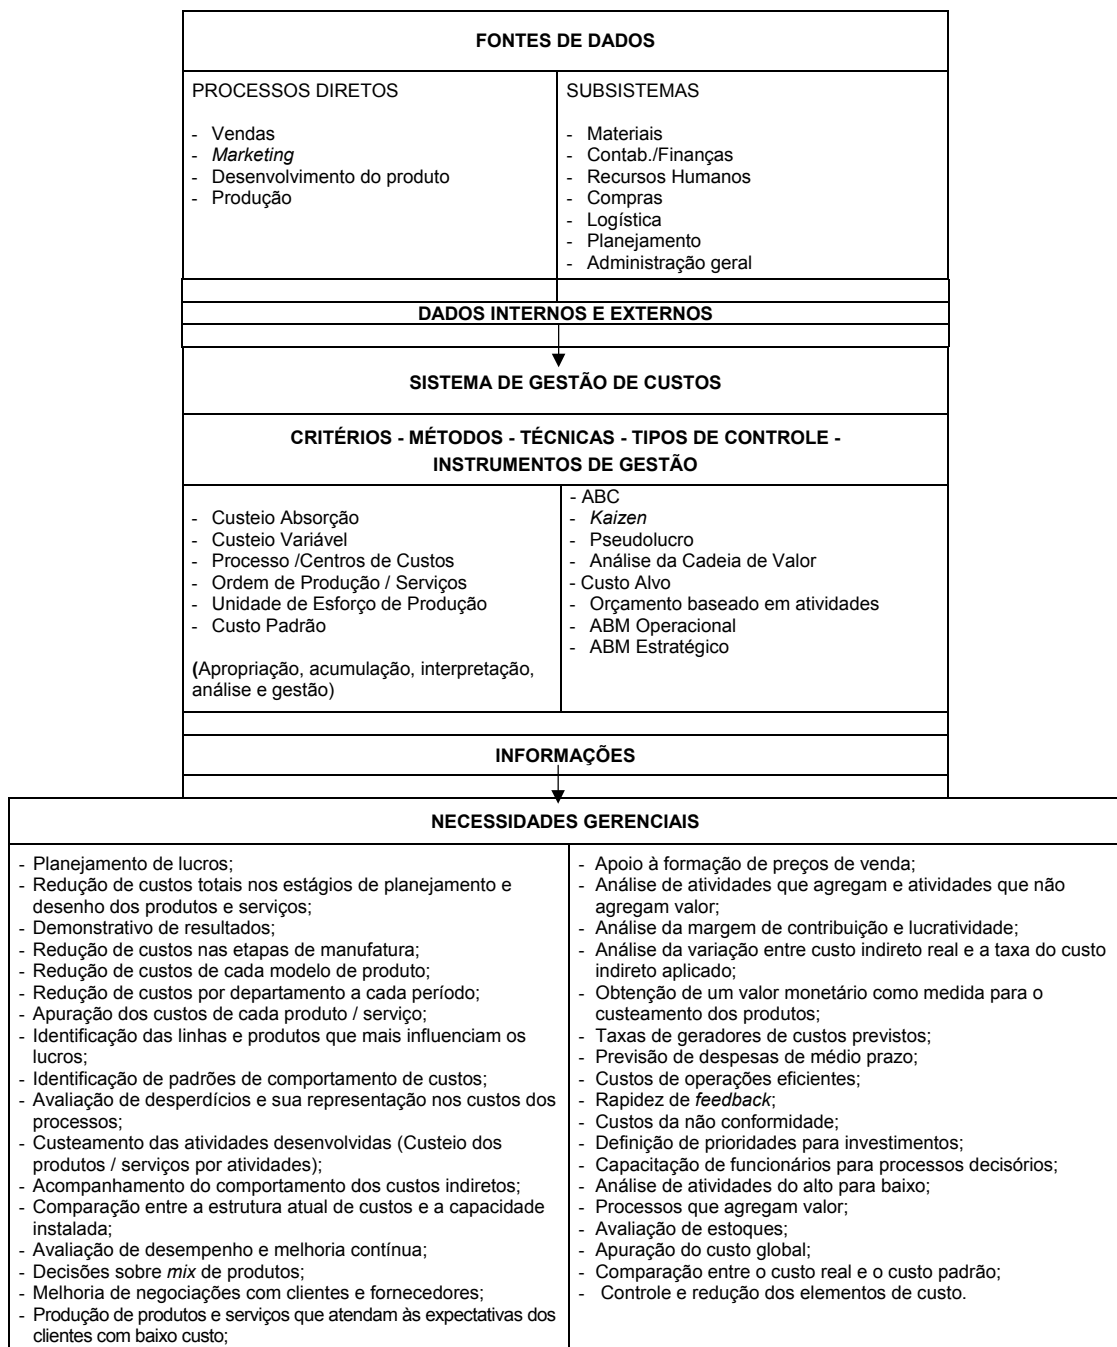 FONTES DE DADOS
PROCESSOS DIRETOS
- Vendas
- Marketing
- Desenvolvimento do produto
- Produção
SUBSISTEMAS
- Materiais
- Contab./Finanças
- Recursos Humanos
- Compras
- Logística
- Planejamento
- Administração geral
DADOS INTERNOS E EXTERNOS
SISTEMA DE GESTÃO DE CUSTOS
CRITÉRIOS - MÉTODOS - TÉCNICAS - TIPOS DE CONTROLE -
INSTRUMENTOS DE GESTÃO
- Custeio Absorção
- Custeio Variável
- Processo /Centros de Custos
- Ordem de Produção / Serviços
- Unidade de Esforço de Produção
- Custo Padrão
(Apropriação, acumulação, interpretação,
análise e gestão)
- ABC
- Kaizen
- Pseudolucro
- Análise da Cadeia de Valor
- Custo Alvo
- Orçamento baseado em atividades
- ABM Operacional
- ABM Estratégico
INFORMAÇÕES
NECESSIDADES GERENCIAIS
- Planejamento de lucros;
- Redução de custos totais nos estágios de planejamento e
desenho dos produtos e serviços;
- Demonstrativo de resultados;
- Redução de custos nas etapas de manufatura;
- Redução de custos de cada modelo de produto;
- Redução de custos por departamento a cada período;
- Apuração dos custos de cada produto / serviço;
- Identificação das linhas e produtos que mais influenciam os
lucros;
- Identificação de padrões de comportamento de custos;
- Avaliação de desperdícios e sua representação nos custos dos
processos;
- Custeamento das atividades desenvolvidas (Custeio dos
produtos / serviços por atividades);
- Acompanhamento do comportamento dos custos indiretos;
- Comparação entre a estrutura atual de custos e a capacidade
instalada;
- Avaliação de desempenho e melhoria contínua;
- Decisões sobre mix de produtos;
- Melhoria de negociações com clientes e fornecedores;
- Produção de produtos e serviços que atendam às expectativas dos
clientes com baixo custo;
- Apoio à formação de preços de venda;
- Análise de atividades que agregam e atividades que não
agregam valor;
- Análise da margem de contribuição e lucratividade;
- Análise da variação entre custo indireto real e a taxa do custo
indireto aplicado;
- Obtenção de um valor monetário como medida para o
custeamento dos produtos;
- Taxas de geradores de custos previstos;
- Previsão de despesas de médio prazo;
- Custos de operações eficientes;
- Rapidez de feedback;
- Custos da não conformidade;
- Definição de prioridades para investimentos;
- Capacitação de funcionários para processos decisórios;
- Análise de atividades do alto para baixo;
- Processos que agregam valor;
- Avaliação de estoques;
- Apuração do custo global;
- Comparação entre o custo real e o custo padrão;
- Controle e redução dos elementos de custo.